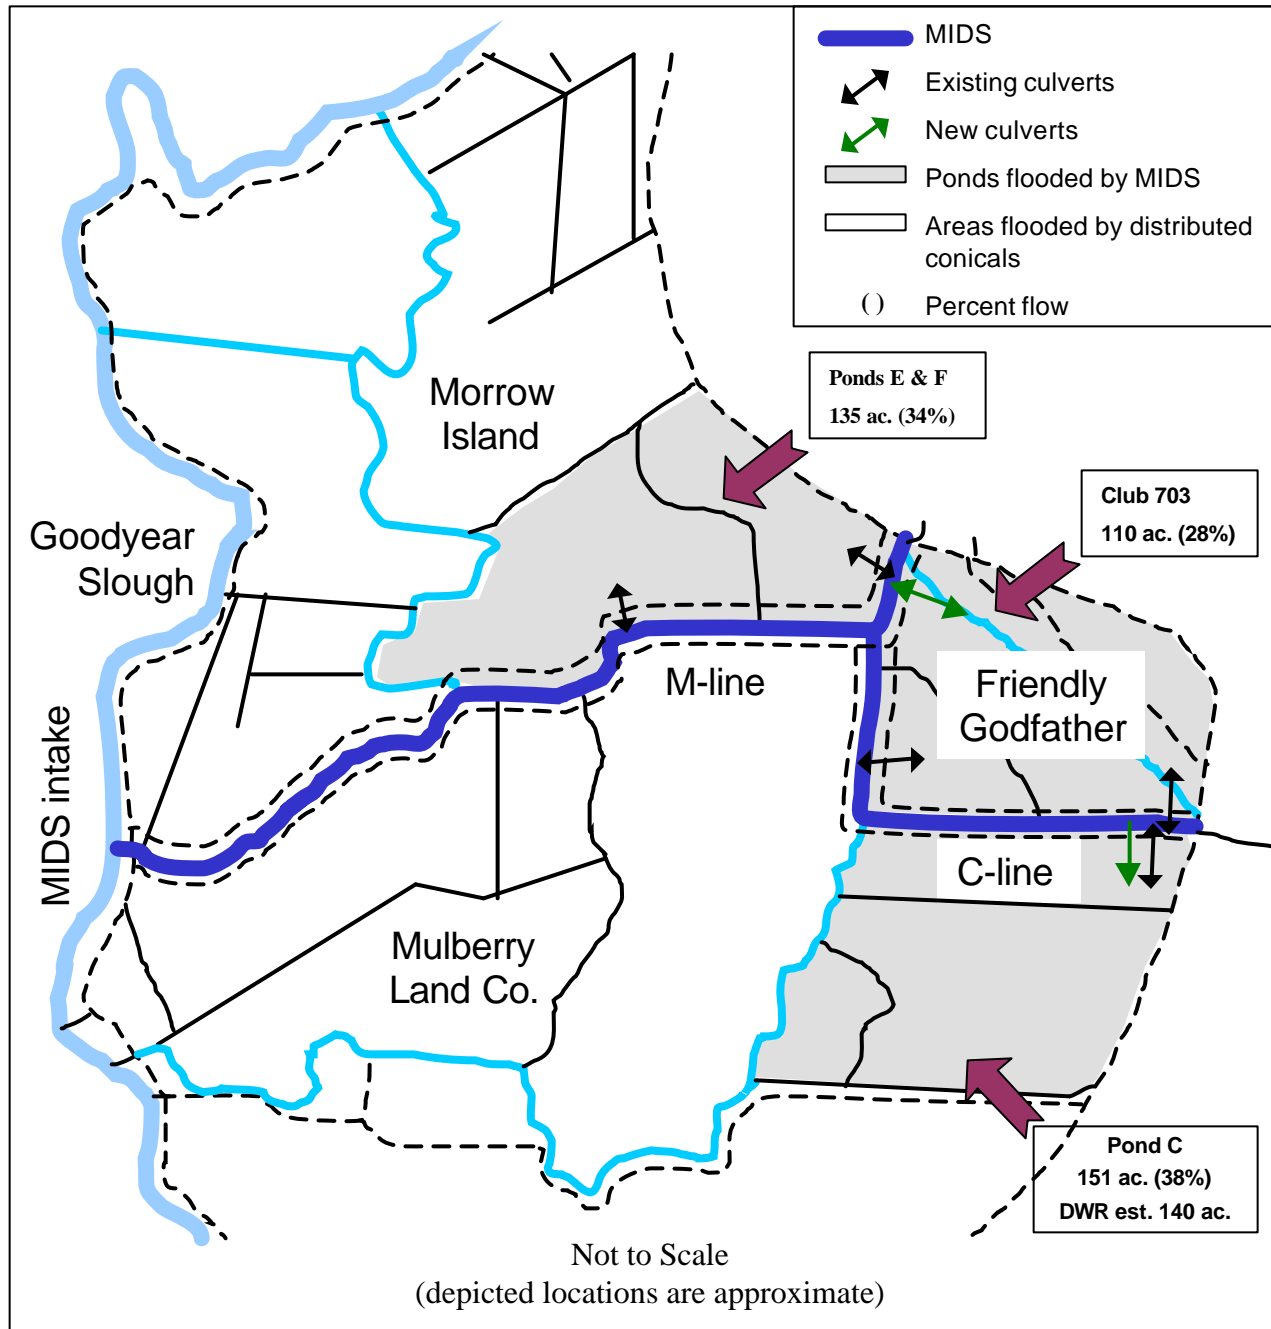 MIDS
Existing culverts
New culverts
Ponds flooded by MIDS
Areas flooded by distributed
conicals
( ) Percent flow
Ponds E & F
135 ac. (34%)
Morrow
Island
Club 703
110 ac. (28%)
Goodyear
Slough
M-line
Friendly
Godfather
MIDS intake
C-line
Mulberry
Land Co.
Pond C
151 ac. (38%)
DWR est. 140 ac.
Not to Scale
(depicted locations are approximate)